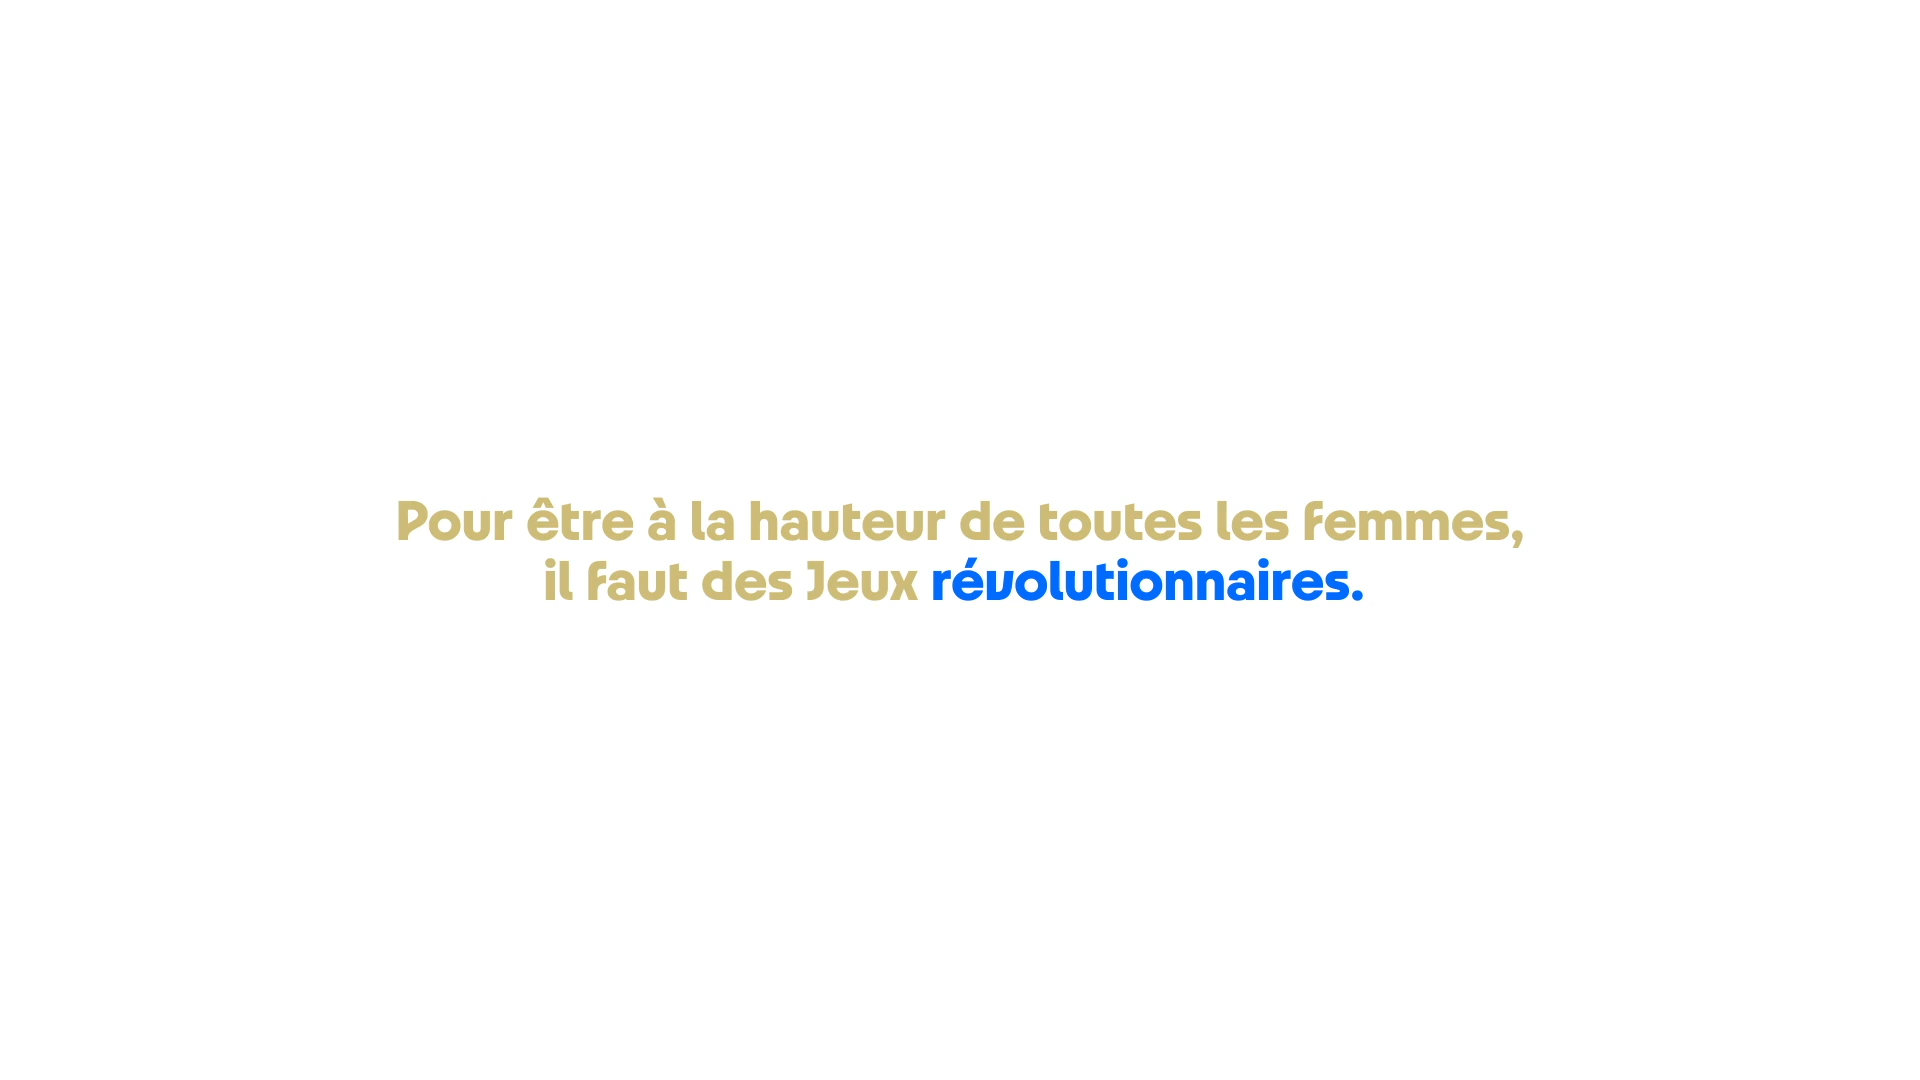 Pour être à la hauteur de toutes les femmes,
il faut des Jeux révolutionnaires.